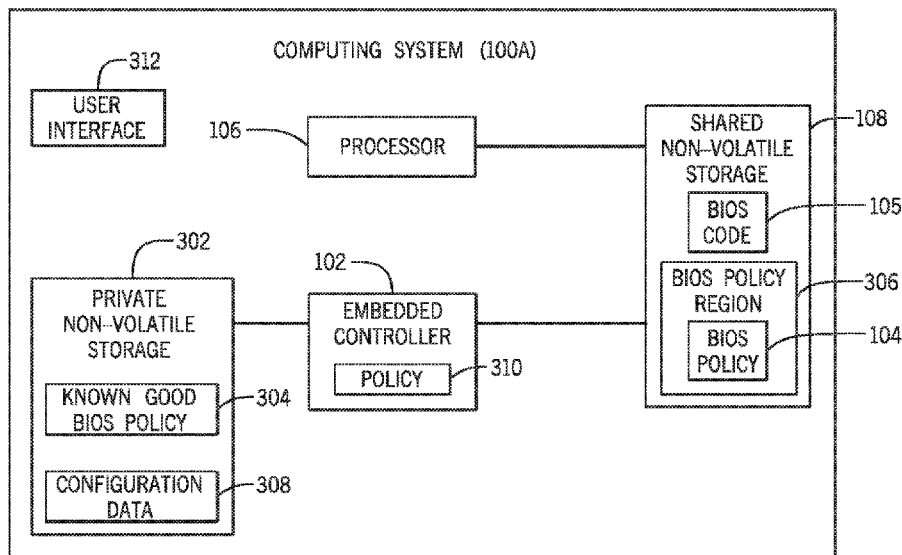 COMPUTING SYSTEM (100A)
312
USER
INTERFACE
106
PROCESSOR
108
SHARED
NON-VOLATILE
STORAGE
BIOS
CODE
105
302
PRIVATE
NON-VOLATILE
STORAGE
KNOWN GOOD
BIOS POLICY
304
CONFIGURATION
DATA
308
102
EMBEDDED
CONTROLLER
POLICY
310
BIOS POLICY
REGION
306
BIOS
POLICY
104